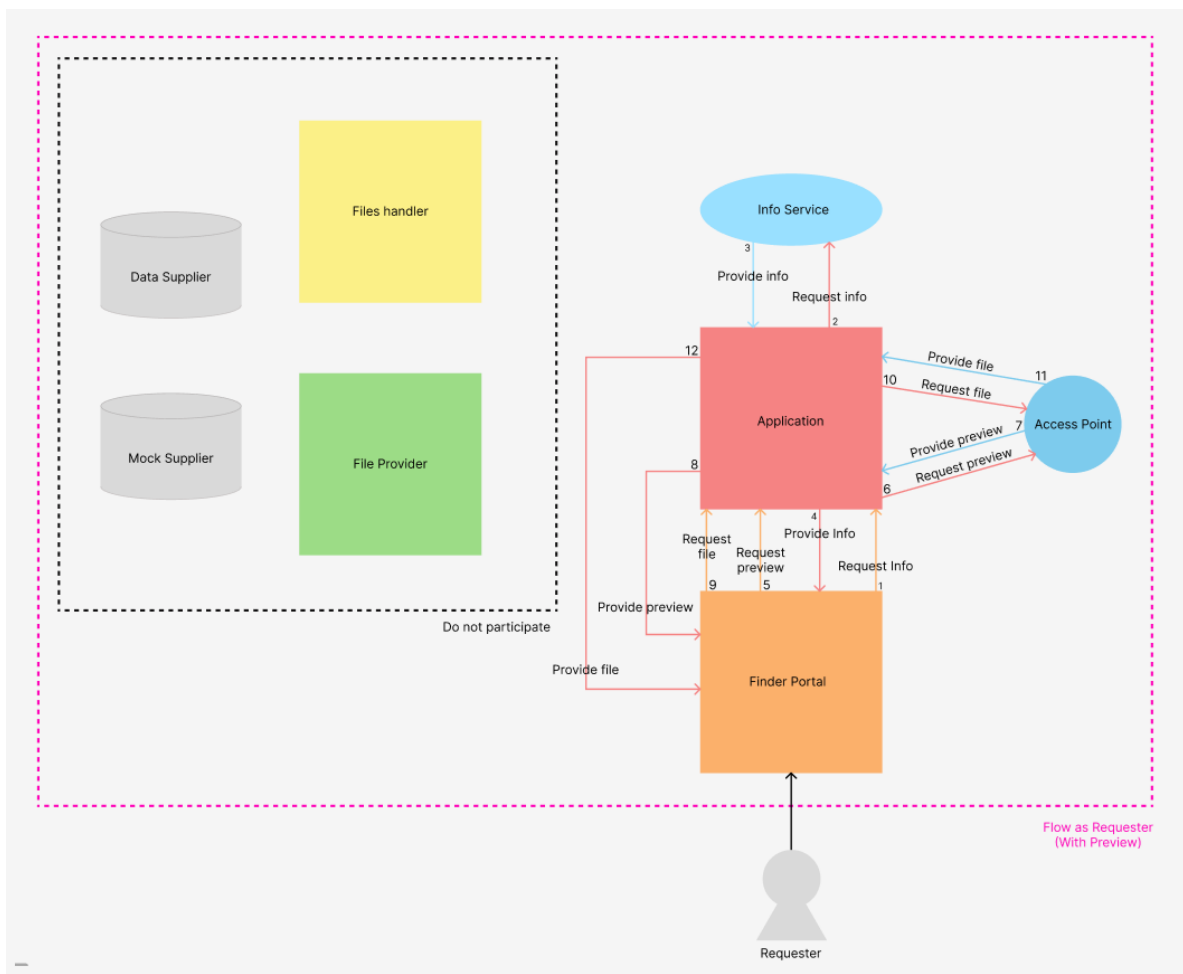 Files handler
Info Service
Data Supplier
3
Provide info
Request info
2
12
Provide file
11
10
Request file
Application
7
Access Point
Mock Supplier
File Provider
8
Provide preview
Request preview
6
4
Provide Info
Request
file
Request
preview
Request Info
9
5
1
Provide preview
Do not participate
Provide file
Finder Portal
Flow as Requester
(With Preview)
Requester